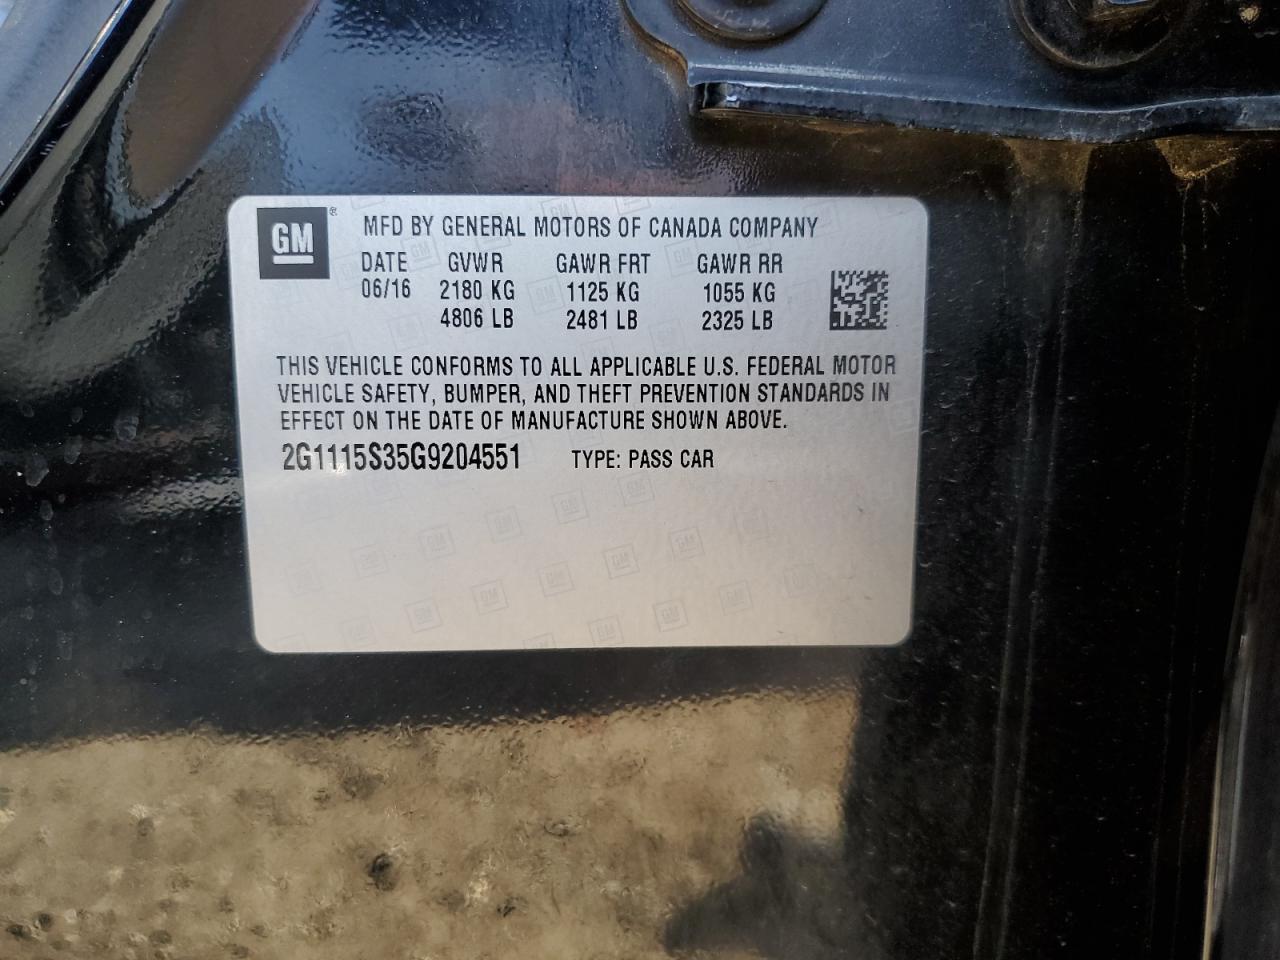 GM ® MFD BY GENERAL MOTORS OF CANADA COMPANY
DATE GVWR GAWR FRT GAWR RR
06/16 2180 KG 1125 KG 1055 KG
4806 LB 2481 LB 2325 LB
THIS VEHICLE CONFORMS TO ALL APPLICABLE U.S. FEDERAL MOTOR
VEHICLE SAFETY, BUMPER, AND THEFT PREVENTION STANDARDS IN
EFFECT ON THE DATE OF MANUFACTURE SHOWN ABOVE.
2G1115S35G9204551 TYPE: PASS CAR